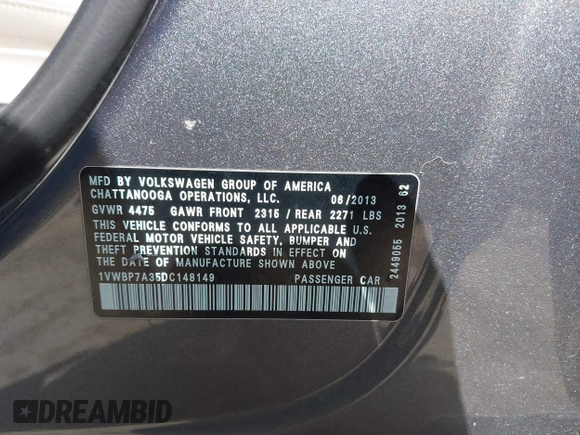 MFD BY VOLKSWAGEN GROUP OF AMERICA
CHATTANOOGA OPERATIONS, LLC. 06/2013
GVWR 4475 GAWR FRONT 2315 / REAR 2271 LBS
THIS VEHICLE CONFORMS TO ALL APPLICABLE U.S.
FEDERAL MOTOR VEHICLE SAFETY, BUMPER AND
THEFT PREVENTION STANDARDS IN EFFECT ON
THE DATE OF MANUFACTURE SHOWN ABOVE
1VWBP7A35DC148149 PASSENGER CAR
2449055 2013 62
DREAMBID